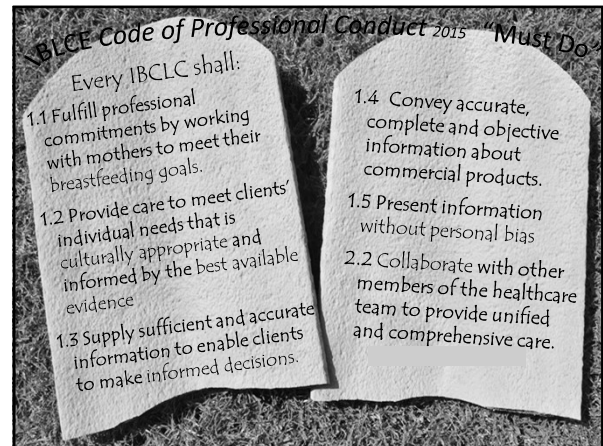 IBLCE Code of Professional Conduct 2015 "Must Do"
Every IBCLC shall:
1.1 Fulfill professional
commitments by working
with mothers to meet their
breastfeeding goals.
1.2 Provide care to meet clients'
individual needs that is
culturally appropriate and
informed by the best available
evidence
1.3 Supply sufficient and accurate
information to enable clients
to make informed decisions.
1.4 Convey accurate,
complete and objective
information about
commercial products.
1.5 Present information
without personal bias
2.2 Collaborate with other
members of the healthcare
team to provide unified
and comprehensive care.